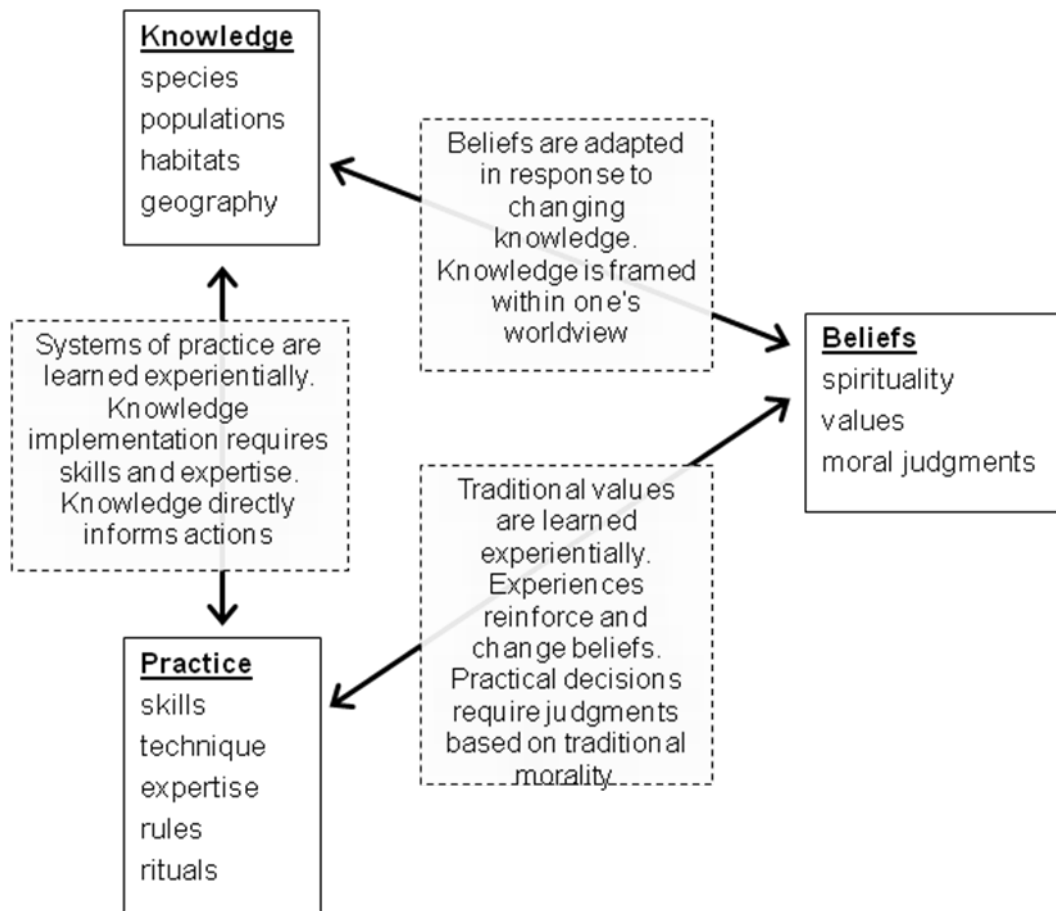 Knowledge
species
populations
habitats
geography
Beliefs are adapted
in response to
changing
knowledge.
Knowledge is framed
within one's
worldview
Systems of practice are
learned experientially.
Knowledge
implementation requires
skills and expertise.
Knowledge directly
informs actions
Beliefs
spirituality
values
moral judgments
Traditional values
are learned
experientially.
Experiences
reinforce and
change beliefs.
Practical decisions
require judgments
based on traditional
morality
Practice
skills
technique
expertise
rules
rituals